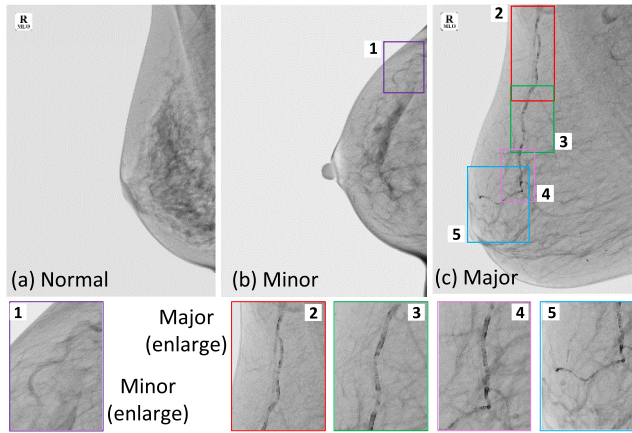 R
MLO
1
R
MLO
2
3
4
5
(a) Normal
(b) Minor
(c) Major
1
Major
(enlarge)
Minor
(enlarge)
2
3
4
5